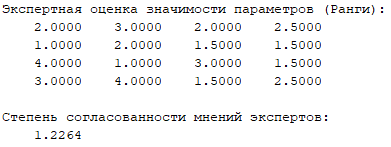 Экспертная оценка значимости параметров (Ранги):
2.0000 3.0000 2.0000 2.5000
1.0000 2.0000 1.5000 1.5000
4.0000 1.0000 3.0000 1.5000
3.0000 4.0000 1.5000 2.5000
Степень согласованности мнений экспертов:
1.2264